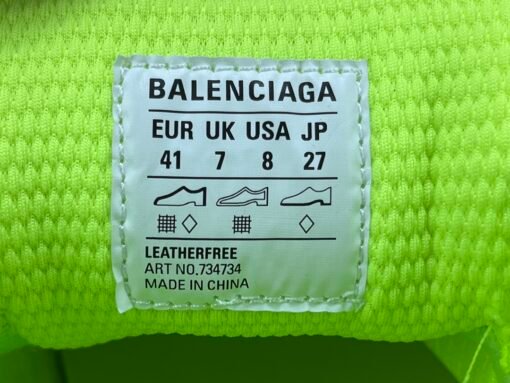 BALENCIAGA
EUR UK USA JP
41 7 8 27
LEATHERFREE
ART NO.734734
MADE IN CHINA